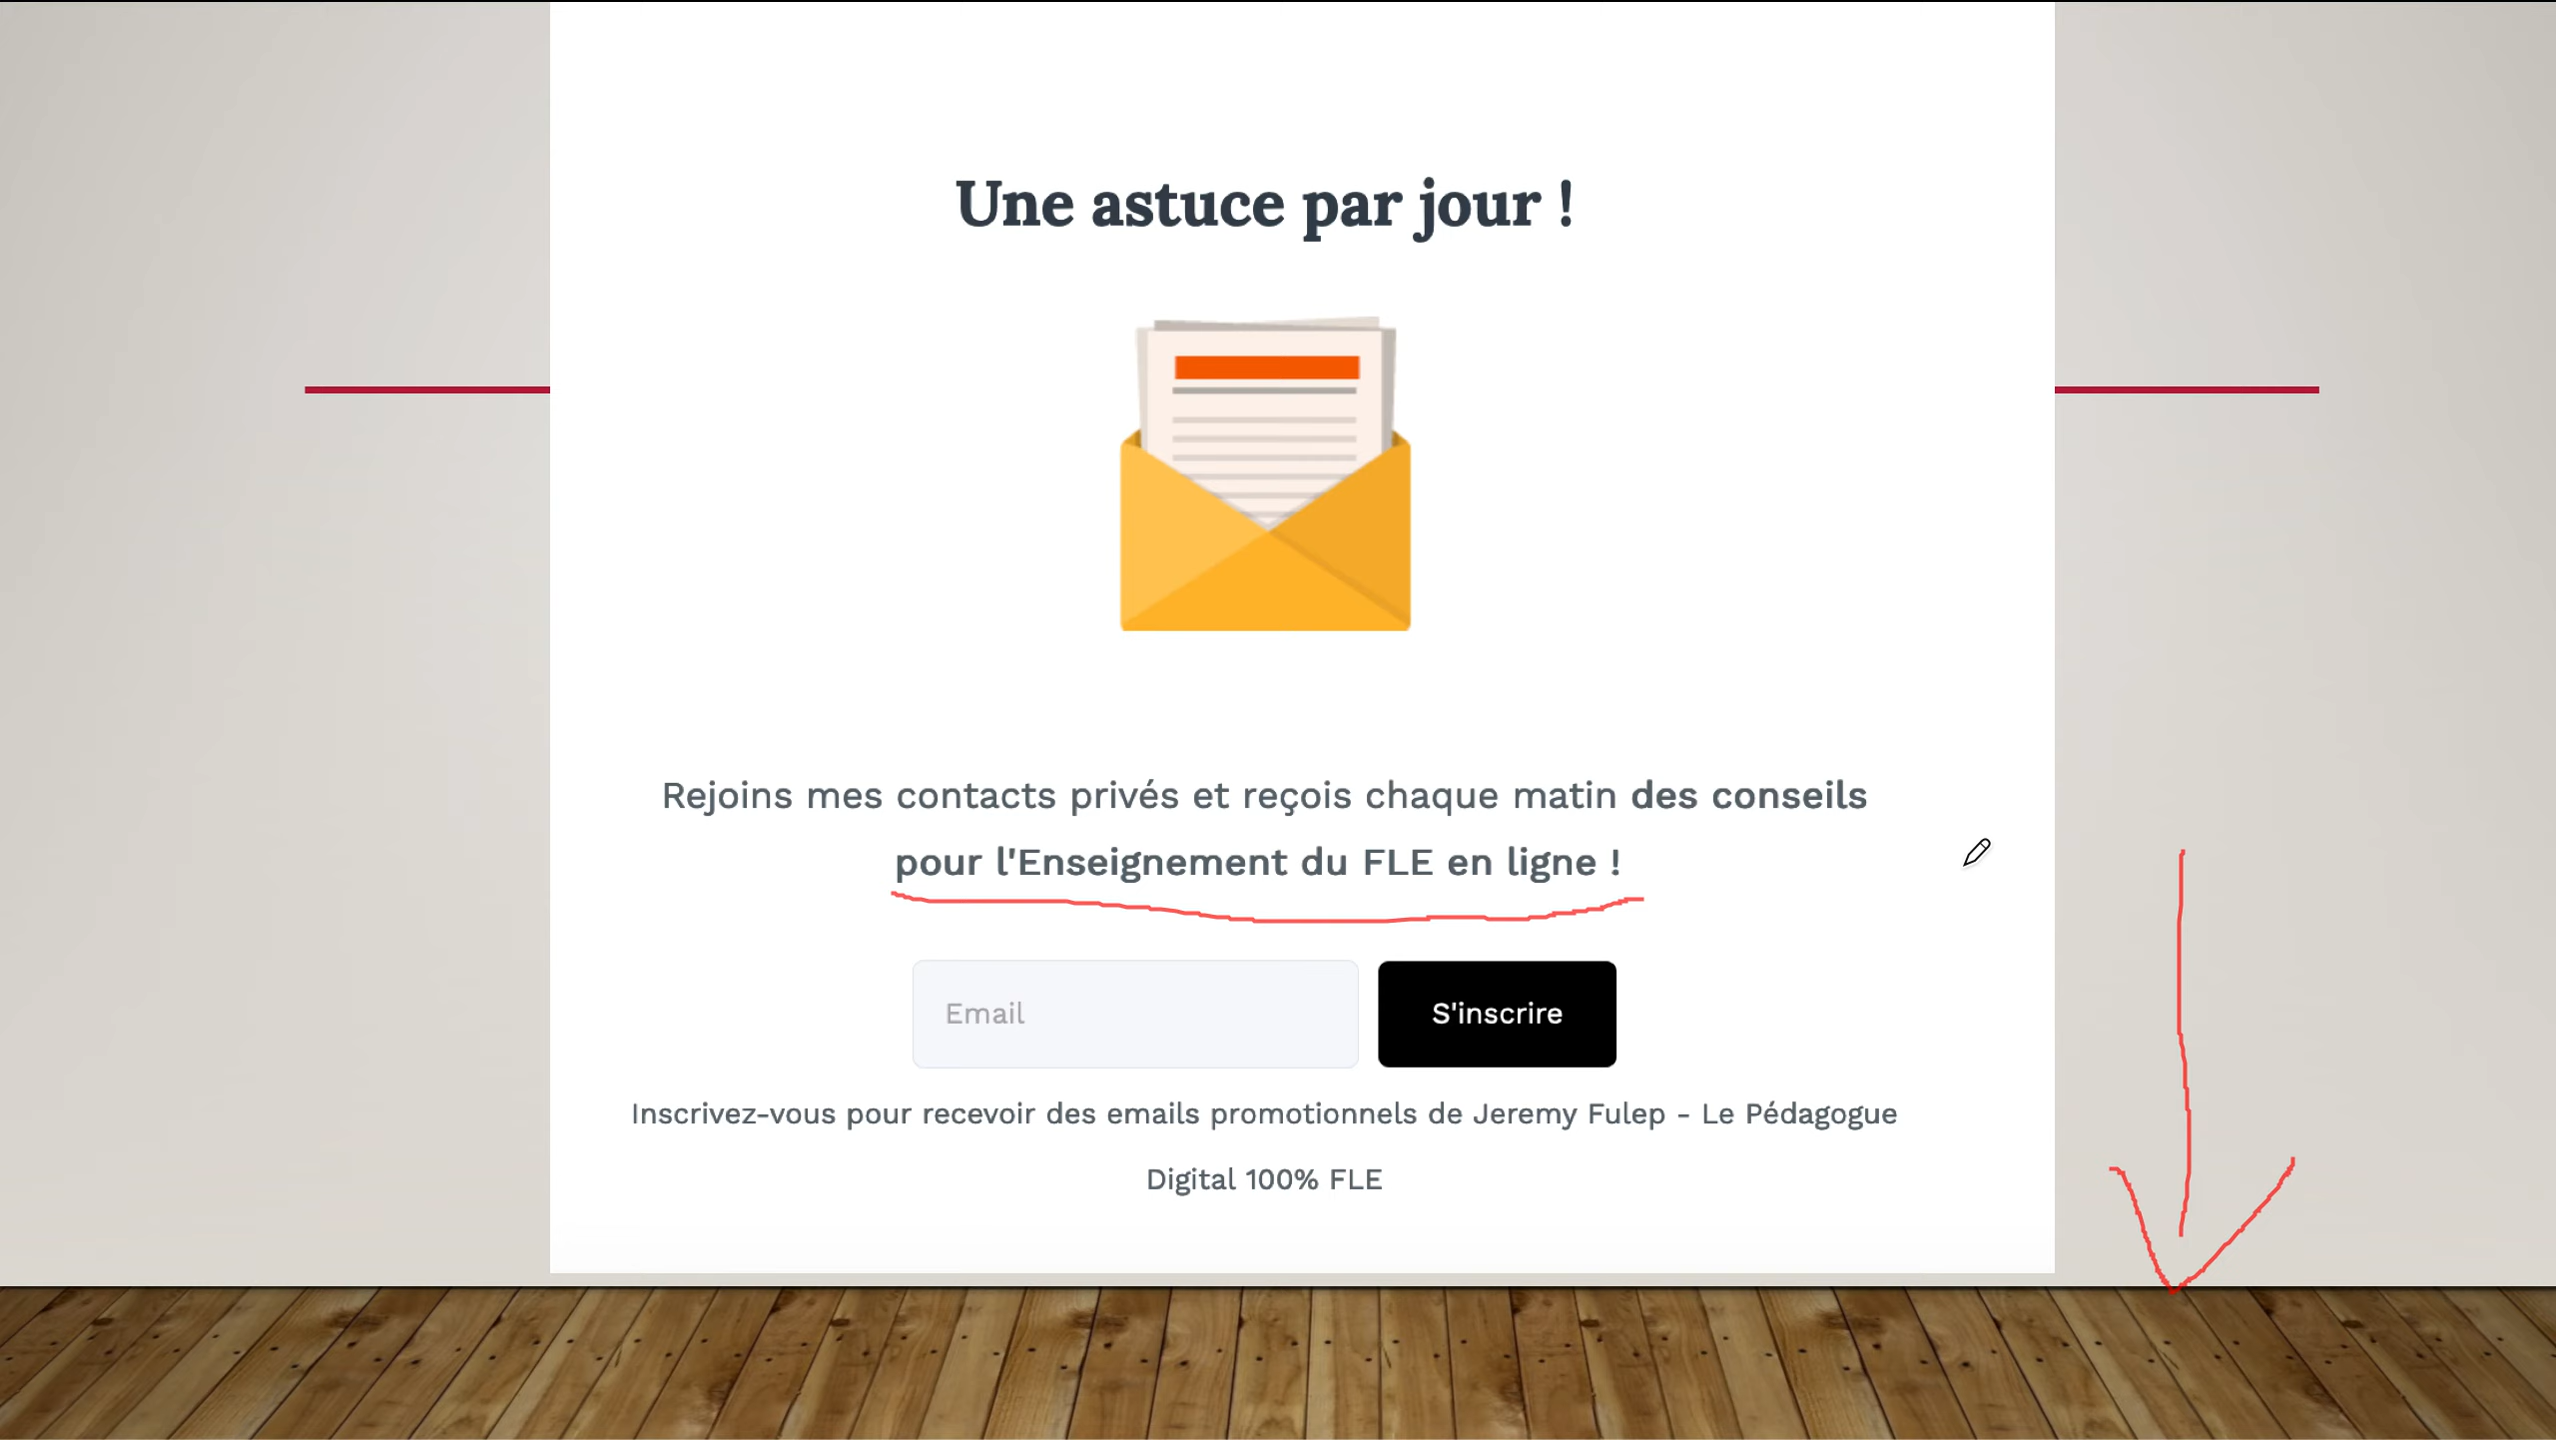 Une astuce par jour !
Rejoins mes contacts privés et reçois chaque matin des conseils
pour l'Enseignement du FLE en ligne !
Email
S'inscrire
Inscrivez-vous pour recevoir des emails promotionnels de Jeremy Fulep - Le Pédagogue
Digital 100% FLE